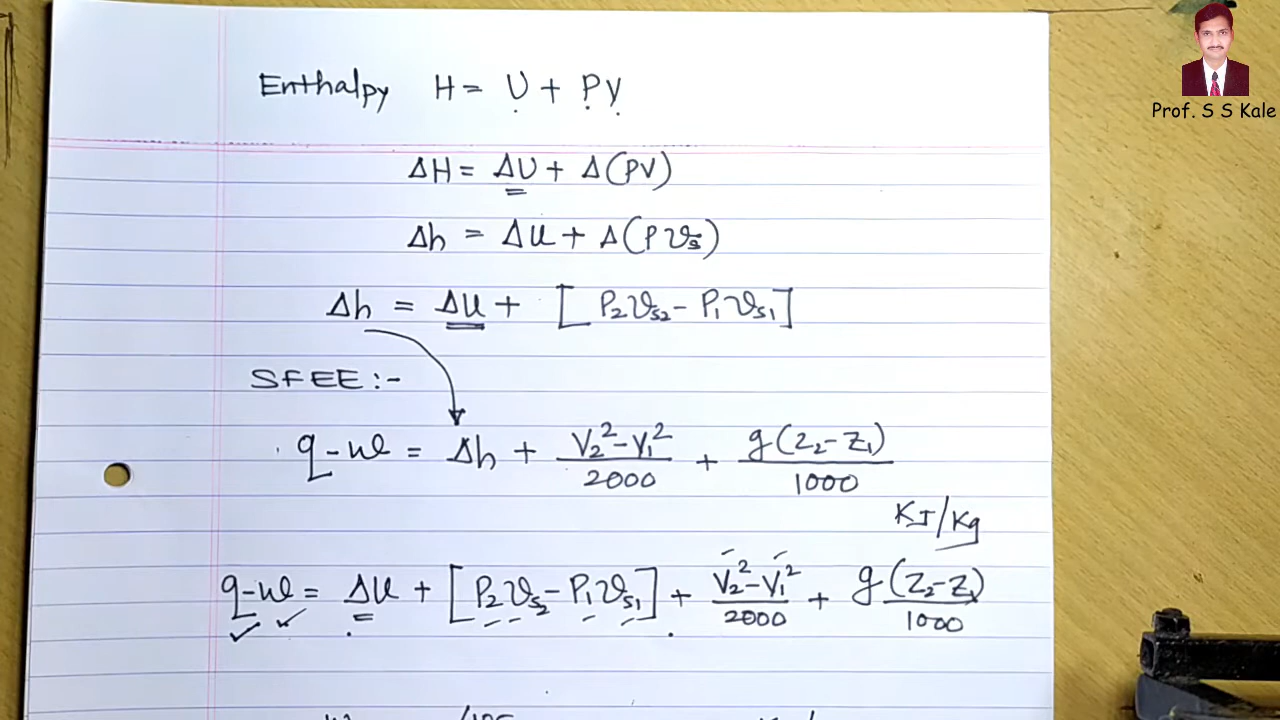 Prof. S S Kale
Enthalpy H = U + PV
ΔH = ΔU + Δ(PV)
Δh = Δu + Δ(Pvs)
Δh = Δu + [P2vs2 - P1vs1]
SFEE :-
q-w = Δh + V2²-V1²/2000 + g(Z2-Z1)/1000
KJ/Kg
q-w = Δu + [P2vs2 - P1vs1] + V2²-V1²/2000 + g(Z2-Z1)/1000